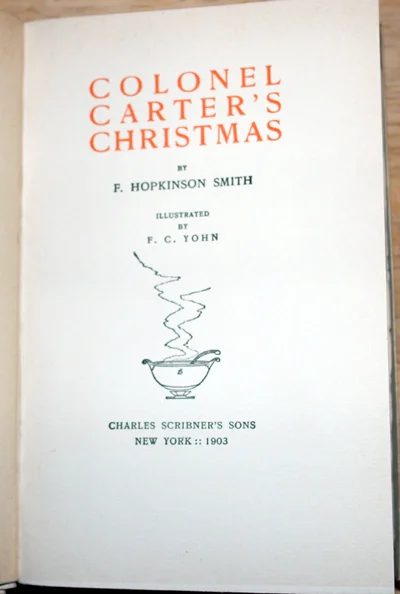 COLONEL
CARTER'S
CHRISTMAS
BY
F. HOPKINSON SMITH
ILLUSTRATED
BY
F. C. YOHN
CHARLES SCRIBNER'S SONS
NEW YORK :: 1903